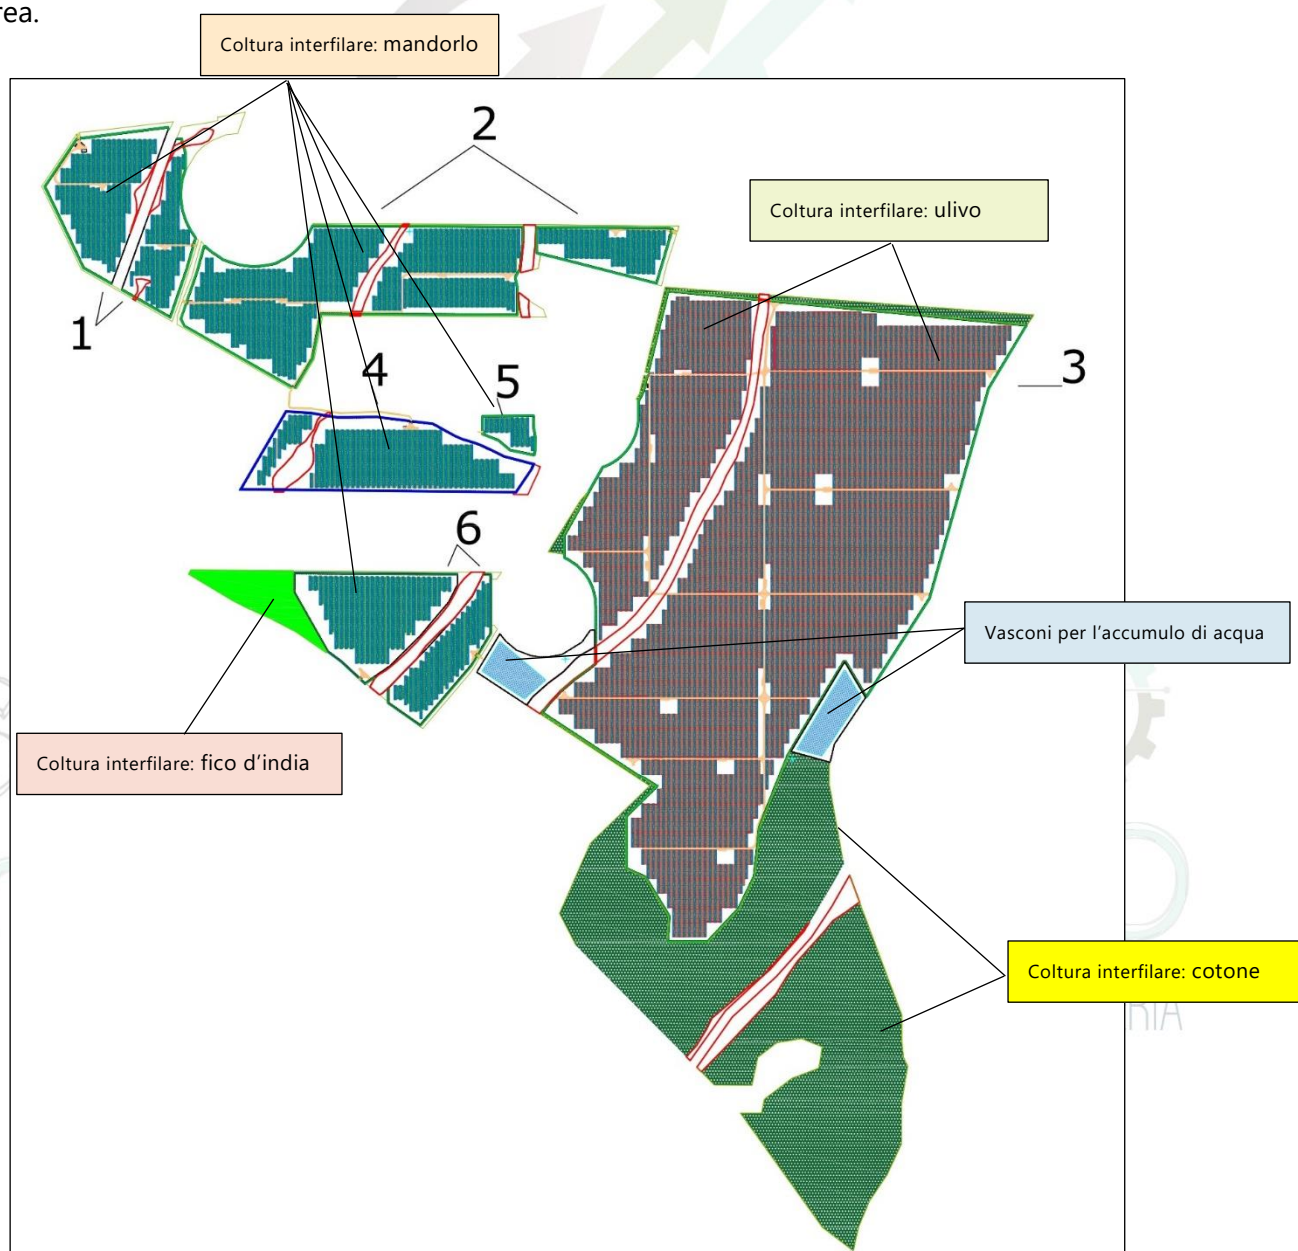 rea.
Coltura interfilare: mandorlo
2
Coltura interfilare: ulivo
1
3
4
5
6
Vasconi per l'accumulo di acqua
Coltura interfilare: fico d'india
Coltura interfilare: cotone
RIA